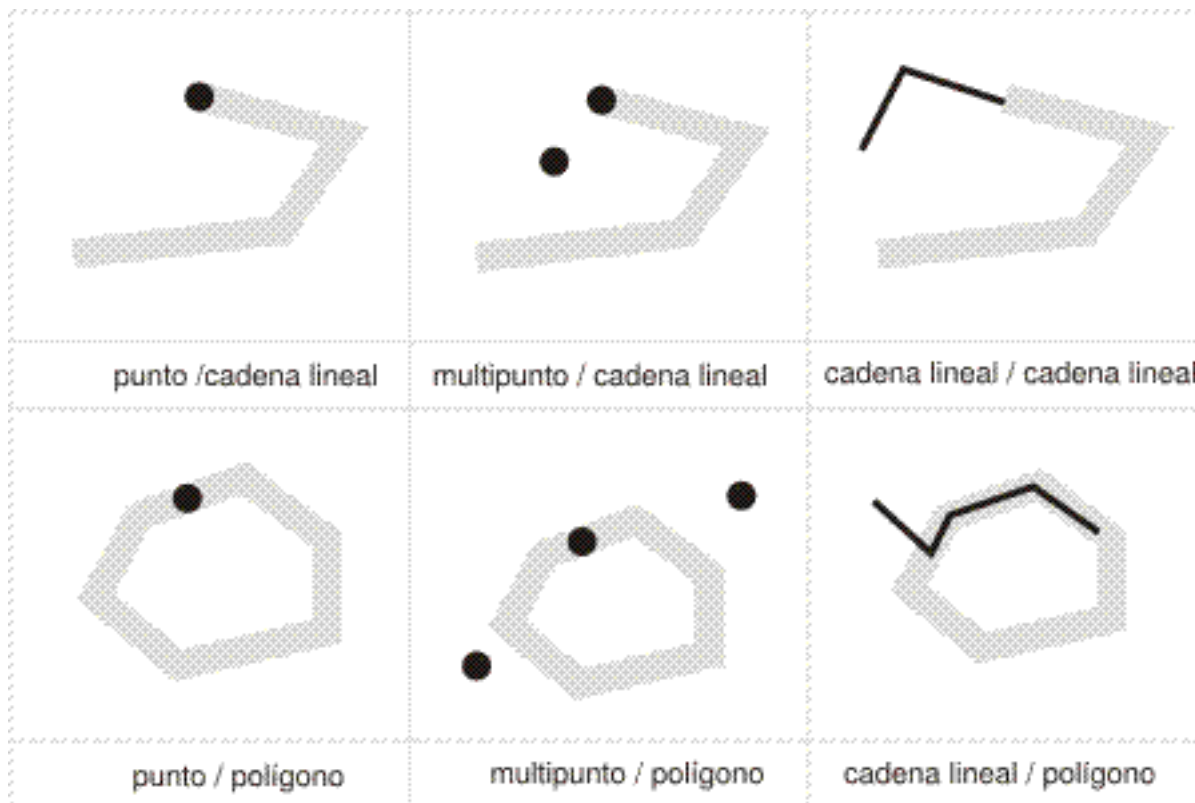 punto /cadena lineal
multipunto / cadena lineal
cadena lineal / cadena lineal
punto / polígono
multipunto / polígono
cadena lineal / polígono